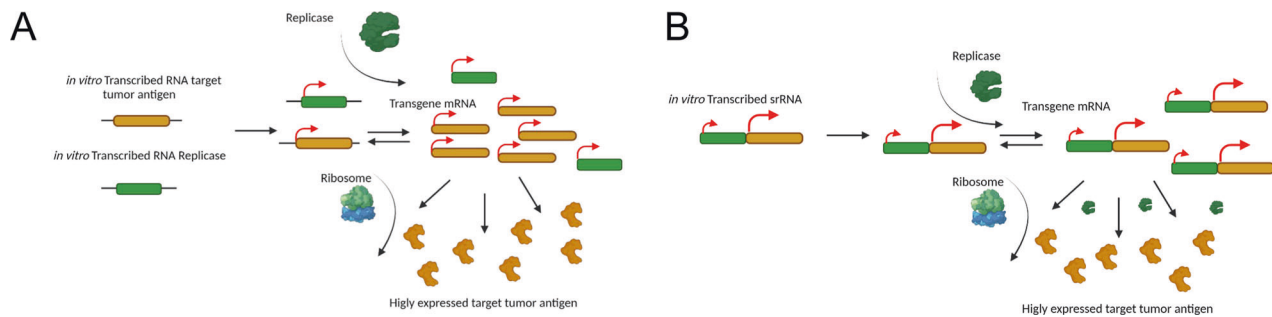 A
Replicase
in vitro Transcribed RNA target
tumor antigen
Transgene mRNA
in vitro Transcribed RNA Replicase
Ribosome
Higly expressed target tumor antigen
B
Replicase
in vitro Transcribed srRNA
Transgene mRNA
Ribosome
Higly expressed target tumor antigen